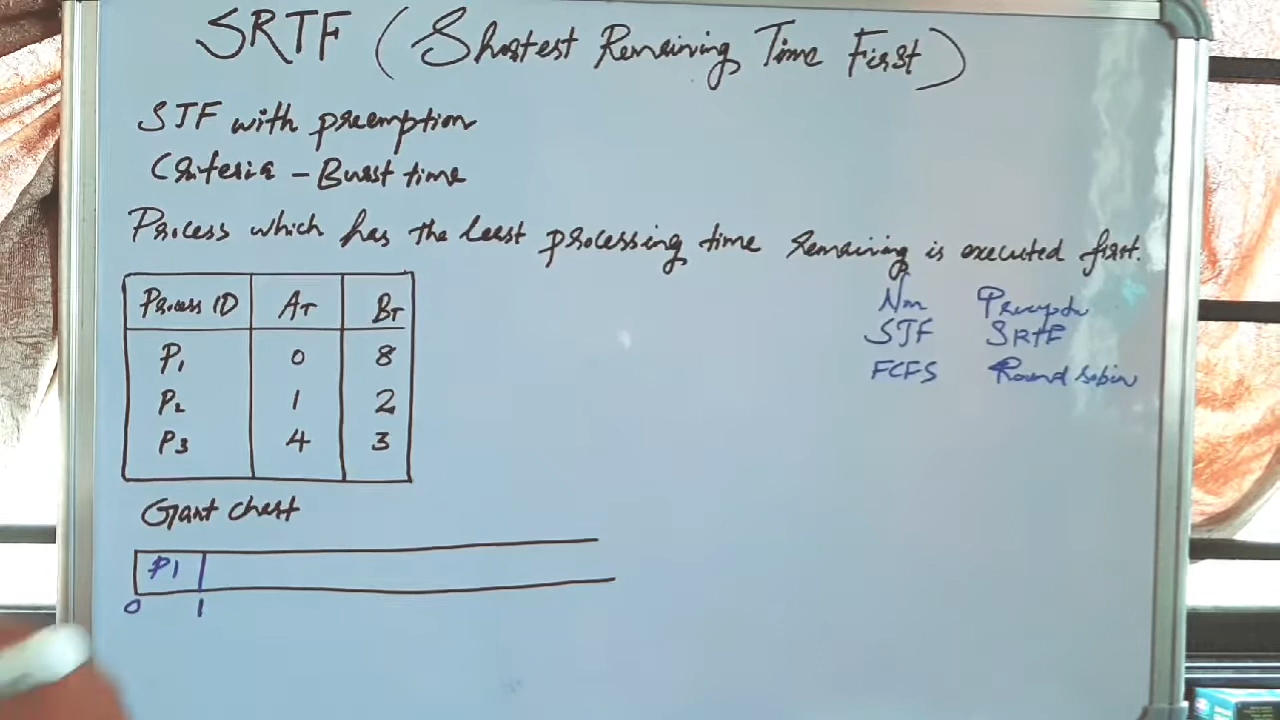 SRTF (Shortest Remaining Time First)
SJF with preemption
Criteria - Burst time
Process which has the least processing time remaining is executed first.
Process ID AT BT
P1 0 8
P2 1 2
P3 4 3
Non Preemptn
SJF SRTF
FCFS Round robin
Gant chart
P1
0 1